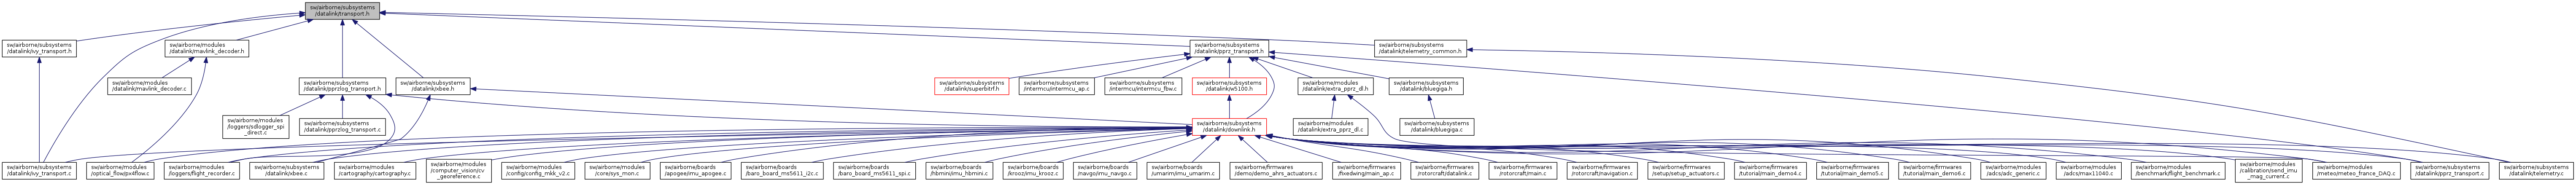 sw/airborne/subsystems
/datalink/transport.h
sw/airborne/subsystems
/datalink/ivy_transport.h
sw/airborne/modules
/datalink/mavlink_decoder.h
sw/airborne/subsystems
/datalink/pprz_transport.h
sw/airborne/subsystems
/datalink/telemetry_common.h
sw/airborne/modules
/datalink/mavlink_decoder.c
sw/airborne/subsystems
/datalink/pprzlog_transport.h
sw/airborne/subsystems
/datalink/xbee.h
sw/airborne/subsystems
/datalink/superbitrf.h
sw/airborne/subsystems
/intermcu/intermcu_ap.c
sw/airborne/subsystems
/intermcu/intermcu_fbw.c
sw/airborne/subsystems
/datalink/w5100.h
sw/airborne/modules
/datalink/extra_pprz_dl.h
sw/airborne/subsystems
/datalink/bluegiga.h
sw/airborne/modules
/loggers/sdlogger_spi
_direct.c
sw/airborne/subsystems
/datalink/pprzlog_transport.c
sw/airborne/subsystems
/datalink/downlink.h
sw/airborne/modules
/datalink/extra_pprz_dl.c
sw/airborne/subsystems
/datalink/bluegiga.c
sw/airborne/subsystems
/datalink/ivy_transport.c
sw/airborne/modules
/optical_flow/px4flow.c
sw/airborne/modules
/loggers/flight_recorder.c
sw/airborne/subsystems
/datalink/xbee.c
sw/airborne/modules
/cartography/cartography.c
sw/airborne/modules
/computer_vision/cv
_georeference.c
sw/airborne/modules
/config/config_mkk_v2.c
sw/airborne/modules
/core/sys_mon.c
sw/airborne/boards
/apogee/imu_apogee.c
sw/airborne/boards
/baro_board_ms5611_i2c.c
sw/airborne/boards
/baro_board_ms5611_spi.c
sw/airborne/boards
/hbmini/imu_hbmini.c
sw/airborne/boards
/krooz/imu_krooz.c
sw/airborne/boards
/navgo/imu_navgo.c
sw/airborne/boards
/umarim/imu_umarim.c
sw/airborne/firmwares
/demo/demo_ahrs_actuators.c
sw/airborne/firmwares
/fixedwing/main_ap.c
sw/airborne/firmwares
/rotorcraft/datalink.c
sw/airborne/firmwares
/rotorcraft/main.c
sw/airborne/firmwares
/rotorcraft/navigation.c
sw/airborne/firmwares
/setup/setup_actuators.c
sw/airborne/firmwares
/tutorial/main_demo4.c
sw/airborne/firmwares
/tutorial/main_demo5.c
sw/airborne/firmwares
/tutorial/main_demo6.c
sw/airborne/modules
/adcs/adc_generic.c
sw/airborne/modules
/adcs/max11040.c
sw/airborne/modules
/benchmark/flight_benchmark.c
sw/airborne/modules
/calibration/send_imu
_mag_current.c
sw/airborne/modules
/meteo/meteo_france_DAQ.c
sw/airborne/subsystems
/datalink/pprz_transport.c
sw/airborne/subsystems
/datalink/telemetry.c